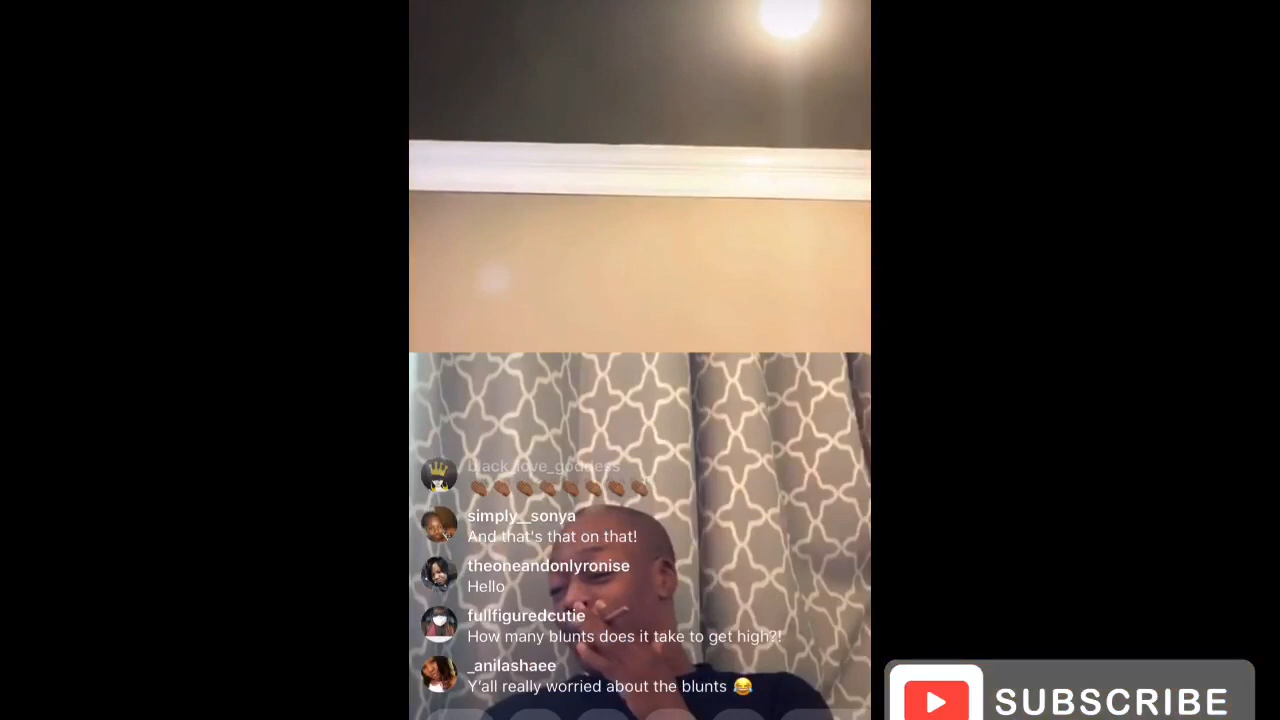 black_love_goddess
👏🏾👏🏾👏🏾👏🏾👏🏾👏🏾👏🏾👏🏾
simply__sonya
And that's that on that!
theoneandonlyronise
Hello
fullfiguredcutie
How many blunts does it take to get high?!
_anilashaee
Y'all really worried about the blunts 😂
SUBSCRIBE